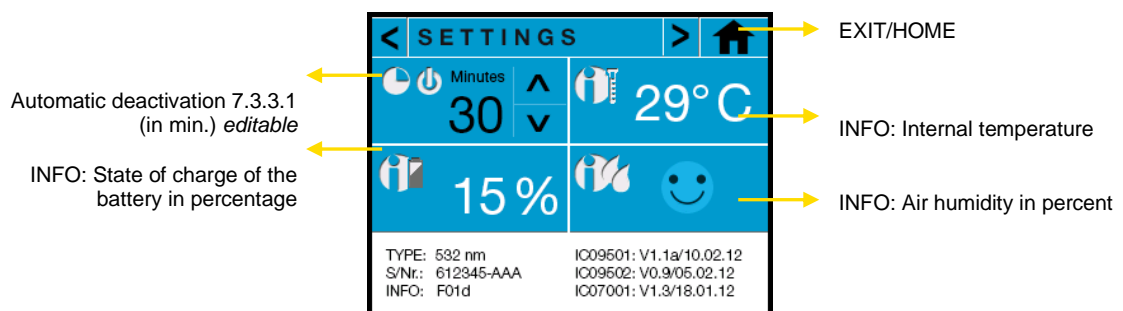 < SETTINGS >
EXIT/HOME
Automatic deactivation 7.3.3.1
(in min.) editable
Minutes
30
29°C
INFO: Internal temperature
INFO: State of charge of the
battery in percentage
15%
INFO: Air humidity in percent
TYPE: 532 nm
S/Nr.: 612345-AAA
INFO: F01d
IC09501: V1.1a/10.02.12
IC09502: V0.9/05.02.12
IC07001: V1.3/18.01.12